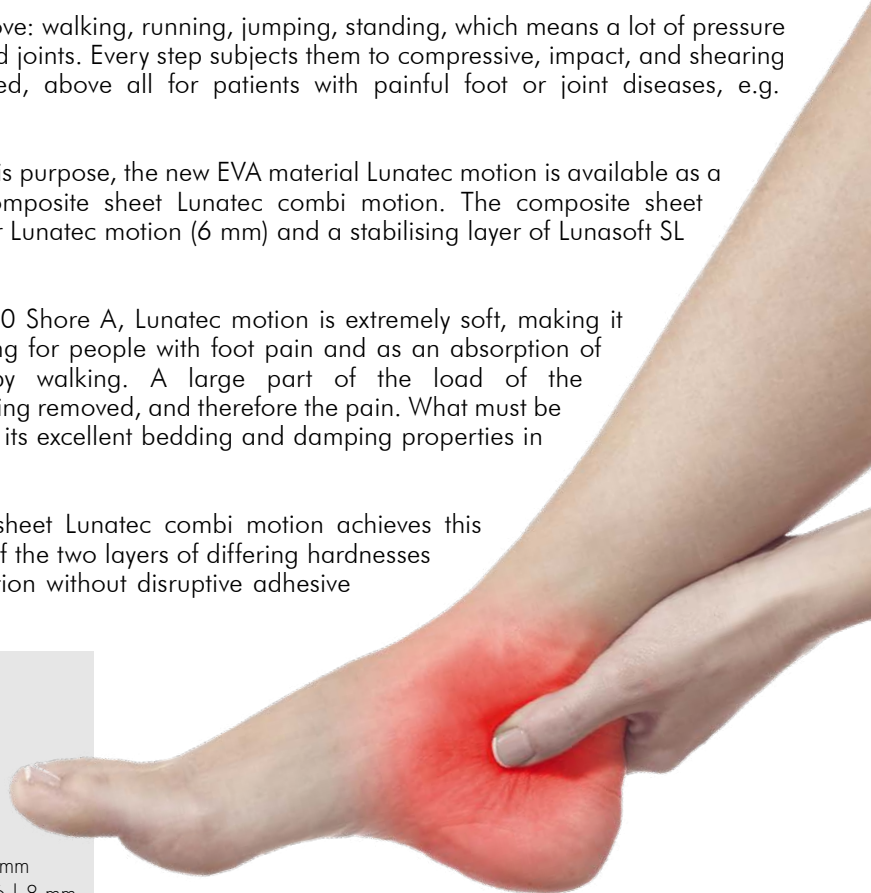 ve: walking, running, jumping, standing, which means a lot of pressure
d joints. Every step subjects them to compressive, impact, and shearing
ed, above all for patients with painful foot or joint diseases, e.g.
is purpose, the new EVA material Lunatec motion is available as a
omposite sheet Lunatec combi motion. The composite sheet
r Lunatec motion (6 mm) and a stabilising layer of Lunasoft SL
0 Shore A, Lunatec motion is extremely soft, making it
ng for people with foot pain and as an absorption of
by walking. A large part of the load of the
ing removed, and therefore the pain. What must be
its excellent bedding and damping properties in
sheet Lunatec combi motion achieves this
f the two layers of differing hardnesses
ion without disruptive adhesive
mm
| 8 mm